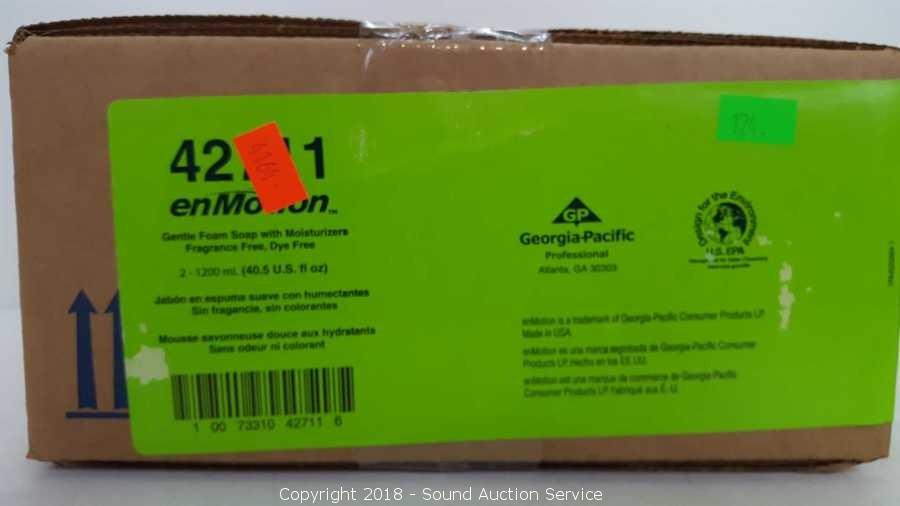 42711
enMotion™
Gentle Foam Soap with Moisturizers
Fragrance Free, Dye Free
2 - 1200 mL (40.5 U.S. fl oz)
Jabón en espuma suave con humectantes
Sin fragancia, sin colorantes
Mousse savonneuse douce aux hydratants
Sans odeur ni colorant
1 00 73310 42711 6
GP
Georgia-Pacific
Professional
Atlanta, GA 30303
Design for the Environment
U.S. EPA
enMotion is a trademark of Georgia-Pacific Consumer Products LP.
Made in USA.
enMotion es una marca registrada de Georgia-Pacific Consumer
Products LP. Hecho en los EE.UU.
enMotion est une marque de commerce de Georgia-Pacific
Consumer Products LP. Fabriqué aux É.-U.
124.
Copyright 2018 - Sound Auction Service